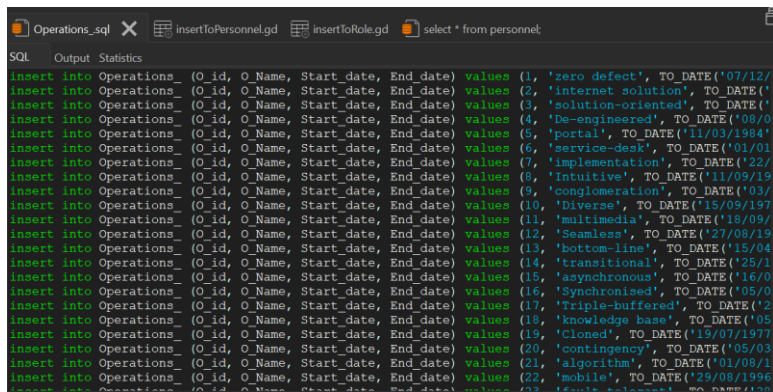 Operations_.sql insertToPersonnel.gd insertToRole.gd select * from personnel;
SQL Output Statistics
insert into Operations_ (O_id, O_Name, Start_date, End_date) values (1, 'zero defect', TO_DATE('07/12/
insert into Operations_ (O_id, O_Name, Start_date, End_date) values (2, 'internet solution', TO_DATE('
insert into Operations_ (O_id, O_Name, Start_date, End_date) values (3, 'solution-oriented', TO_DATE('
insert into Operations_ (O_id, O_Name, Start_date, End_date) values (4, 'De-engineered', TO_DATE('08/0
insert into Operations_ (O_id, O_Name, Start_date, End_date) values (5, 'portal', TO_DATE('11/03/1984'
insert into Operations_ (O_id, O_Name, Start_date, End_date) values (6, 'service-desk', TO_DATE('01/01
insert into Operations_ (O_id, O_Name, Start_date, End_date) values (7, 'implementation', TO_DATE('22/
insert into Operations_ (O_id, O_Name, Start_date, End_date) values (8, 'Intuitive', TO_DATE('11/09/19
insert into Operations_ (O_id, O_Name, Start_date, End_date) values (9, 'conglomeration', TO_DATE('03/
insert into Operations_ (O_id, O_Name, Start_date, End_date) values (10, 'Diverse', TO_DATE('15/09/197
insert into Operations_ (O_id, O_Name, Start_date, End_date) values (11, 'multimedia', TO_DATE('18/09/
insert into Operations_ (O_id, O_Name, Start_date, End_date) values (12, 'Seamless', TO_DATE('27/08/19
insert into Operations_ (O_id, O_Name, Start_date, End_date) values (13, 'bottom-line', TO_DATE('15/04
insert into Operations_ (O_id, O_Name, Start_date, End_date) values (14, 'transitional', TO_DATE('25/1
insert into Operations_ (O_id, O_Name, Start_date, End_date) values (15, 'asynchronous', TO_DATE('16/0
insert into Operations_ (O_id, O_Name, Start_date, End_date) values (16, 'Synchronised', TO_DATE('05/0
insert into Operations_ (O_id, O_Name, Start_date, End_date) values (17, 'Triple-buffered', TO_DATE('2
insert into Operations_ (O_id, O_Name, Start_date, End_date) values (18, 'knowledge base', TO_DATE('05
insert into Operations_ (O_id, O_Name, Start_date, End_date) values (19, 'Cloned', TO_DATE('19/07/1977
insert into Operations_ (O_id, O_Name, Start_date, End_date) values (20, 'contingency', TO_DATE('05/03
insert into Operations_ (O_id, O_Name, Start_date, End_date) values (21, 'algorithm', TO_DATE('01/08/1
insert into Operations_ (O_id, O_Name, Start_date, End_date) values (22, 'mobile', TO_DATE('29/08/1996